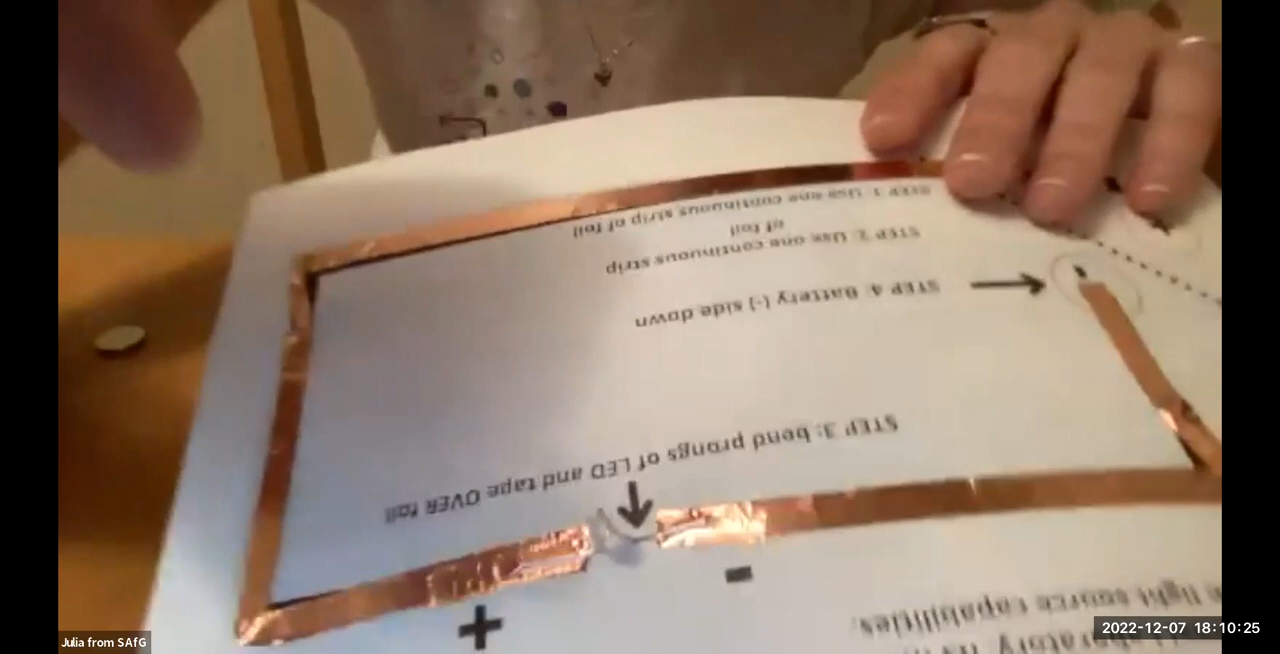 STEP 1: Use one continuous strip of foil
STEP 2: Use one continuous strip
of foil
STEP 4: Battery (-) side down
STEP 3: bend prongs of LED and tape OVER foil
+
-
light source capabilities.
Julia from SAfG
2022-12-07 18:10:25